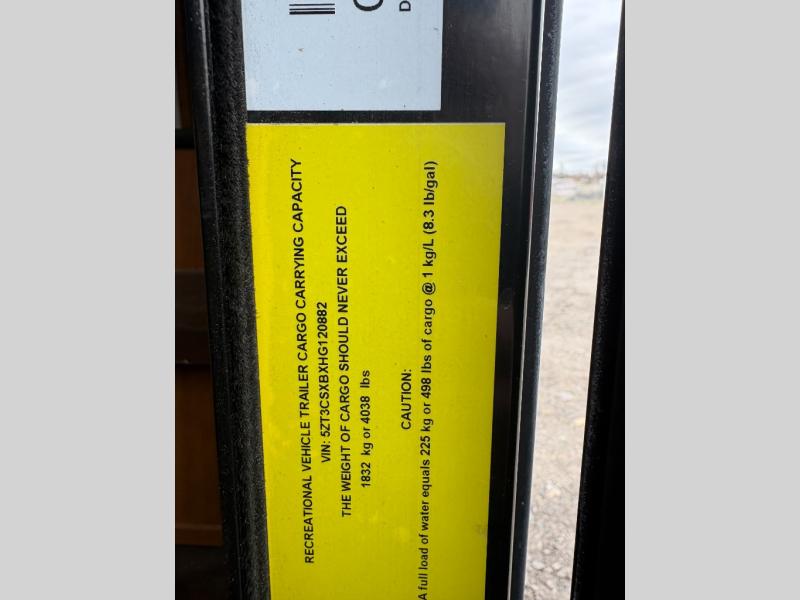 RECREATIONAL VEHICLE TRAILER CARGO CARRYING CAPACITY
VIN: 5ZT3CSXBXHG120882
THE WEIGHT OF CARGO SHOULD NEVER EXCEED
1832 kg or 4038 lbs
CAUTION:
A full load of water equals 225 kg or 498 lbs of cargo @ 1 kg/L (8.3 lb/gal)